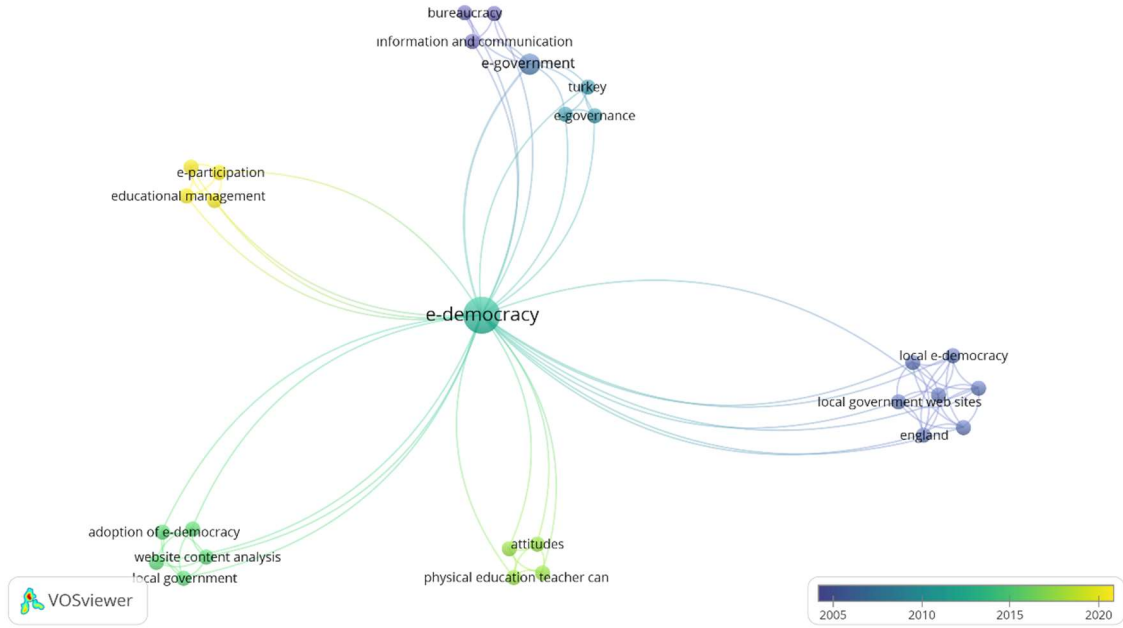 bureaucracy
information and communication
e-government
turkey
e-governance
e-participation
educational management
e-democracy
local e-democracy
local government web sites
england
adoption of e-democracy
website content analysis
local government
attitudes
physical education teacher can
VOSviewer
2005 2010 2015 2020